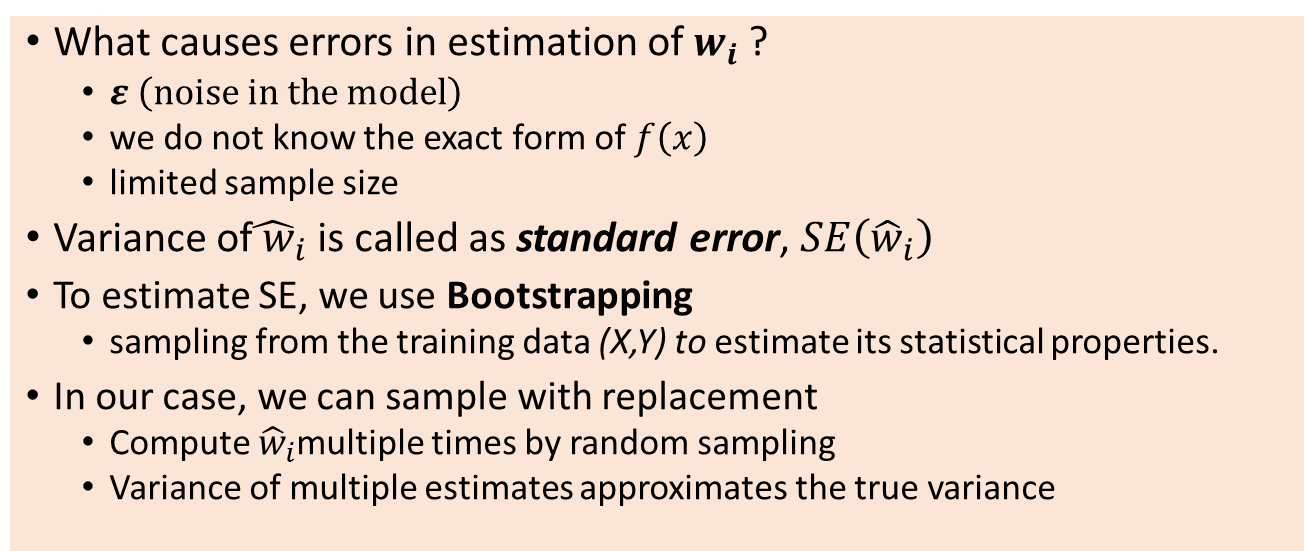 • What causes errors in estimation of 𝒘ᵢ ?
• 𝜺 (noise in the model)
• we do not know the exact form of 𝑓(𝑥)
• limited sample size
• Variance of ŵᵢ is called as standard error, 𝑆𝐸(ŵᵢ)
• To estimate SE, we use Bootstrapping
• sampling from the training data (X,Y) to estimate its statistical properties.
• In our case, we can sample with replacement
• Compute ŵᵢ multiple times by random sampling
• Variance of multiple estimates approximates the true variance